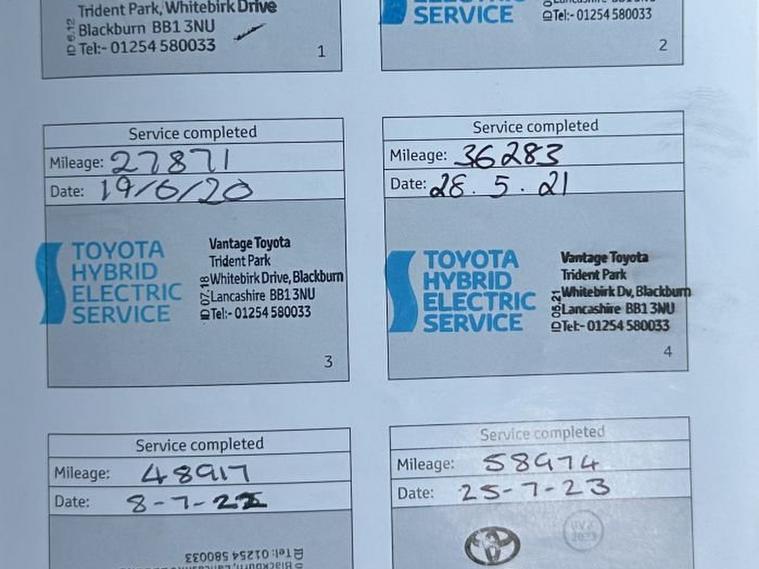 Trident Park, Whitebirk Drive
Blackburn BB1 3NU
Tel:- 01254 580033
ID 6.12
1
SERVICE
Tel:- 01254 580033
2
Service completed
Mileage: 27871
Date: 19/6/20
TOYOTA
HYBRID
ELECTRIC
SERVICE
Vantage Toyota
Trident Park
Whitebirk Drive, Blackburn
Lancashire BB1 3NU
Tel:- 01254 580033
ID 07.18
3
Service completed
Mileage: 36283
Date: 28.5.21
TOYOTA
HYBRID
ELECTRIC
SERVICE
Vantage Toyota
Trident Park
Whitebirk Dv, Blackburn
Lancashire BB1 3NU
Tel:- 01254 580033
ID 05.21
4
Service completed
Mileage: 48917
Date: 8-7-22
Tel: 01254 580033
Service completed
Mileage: 58974
Date: 25-7-23